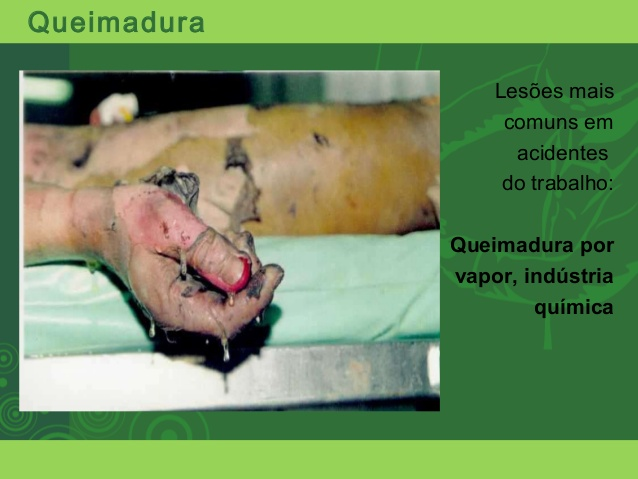 Queimadura
Lesões mais
comuns em
acidentes
do trabalho:
Queimadura por
vapor, indústria
química